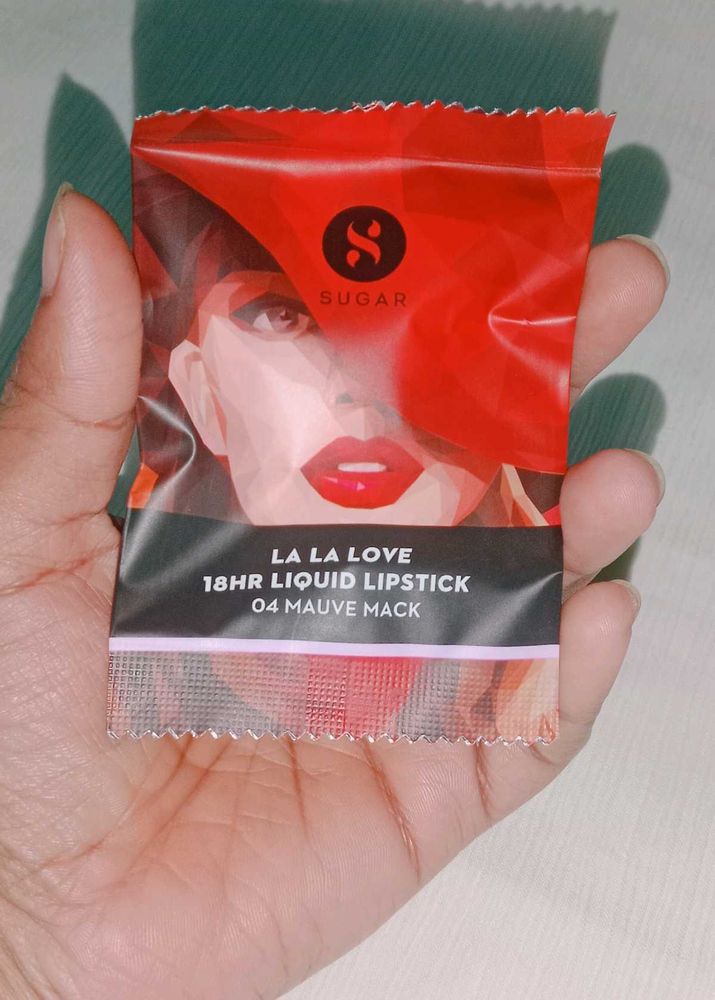 SUGAR
LA LA LOVE
18HR LIQUID LIPSTICK
04 MAUVE MACK